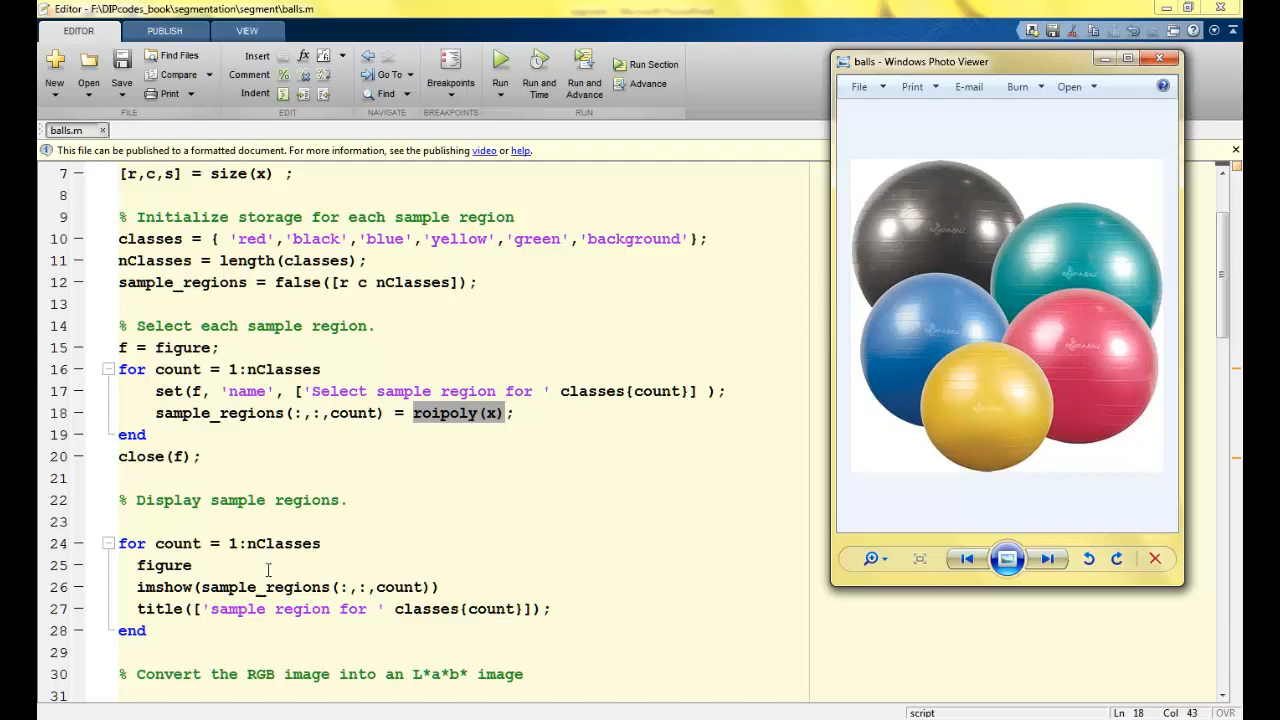 Editor - F:\DIPcodes_book\segmentation\segment\balls.m
EDITOR PUBLISH VIEW
New Open Save Find Files Compare Print
FILE
Insert Comment Indent
EDIT
Go To Find
NAVIGATE
Breakpoints
BREAKPOINTS
Run Run and Time Run and Advance Run Section Advance
RUN
balls.m
This file can be published to a formatted document. For more information, see the publishing video or help.
7 [r,c,s] = size(x) ;
8
9 % Initialize storage for each sample region
10 classes = { 'red','black','blue','yellow','green','background'};
11 nClasses = length(classes);
12 sample_regions = false([r c nClasses]);
13
14 % Select each sample region.
15 f = figure;
16 for count = 1:nClasses
17 set(f, 'name', ['Select sample region for ' classes{count}] );
18 sample_regions(:,:,count) = roipoly(x);
19 end
20 close(f);
21
22 % Display sample regions.
23
24 for count = 1:nClasses
25 figure
26 imshow(sample_regions(:,:,count))
27 title(['sample region for ' classes{count}]);
28 end
29
30 % Convert the RGB image into an L*a*b* image
31
balls - Windows Photo Viewer
File Print E-mail Burn Open
script Ln 18 Col 43 OVR